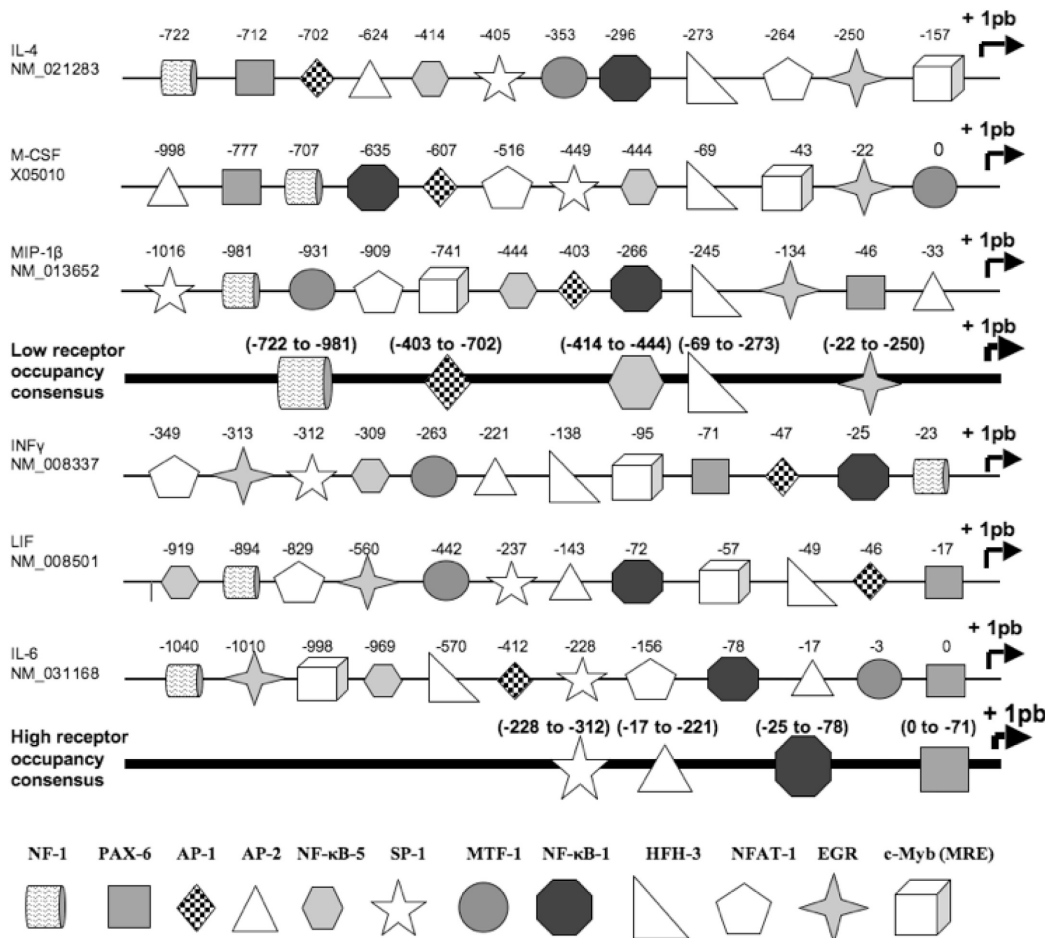 -722 -712 -702 -624 -414 -405 -353 -296 -273 -264 -250 -157 + 1pb
IL-4
NM_021283
-998 -777 -707 -635 -607 -516 -449 -444 -69 -43 -22 0 + 1pb
M-CSF
X05010
-1016 -981 -931 -909 -741 -444 -403 -266 -245 -134 -46 -33 + 1pb
MIP-1β
NM_013652
(-722 to -981) (-403 to -702) (-414 to -444) (-69 to -273) (-22 to -250) + 1pb
Low receptor
occupancy
consensus
-349 -313 -312 -309 -263 -221 -138 -95 -71 -47 -25 -23 + 1pb
INFγ
NM_008337
-919 -894 -829 -560 -442 -237 -143 -72 -57 -49 -46 -17 + 1pb
LIF
NM_008501
-1040 -1010 -998 -969 -570 -412 -228 -156 -78 -17 -3 0 + 1pb
IL-6
NM_031168
(-228 to -312) (-17 to -221) (-25 to -78) (0 to -71) + 1pb
High receptor
occupancy
consensus
NF-1 PAX-6 AP-1 AP-2 NF-κB-5 SP-1 MTF-1 NF-κB-1 HFH-3 NFAT-1 EGR c-Myb (MRE)